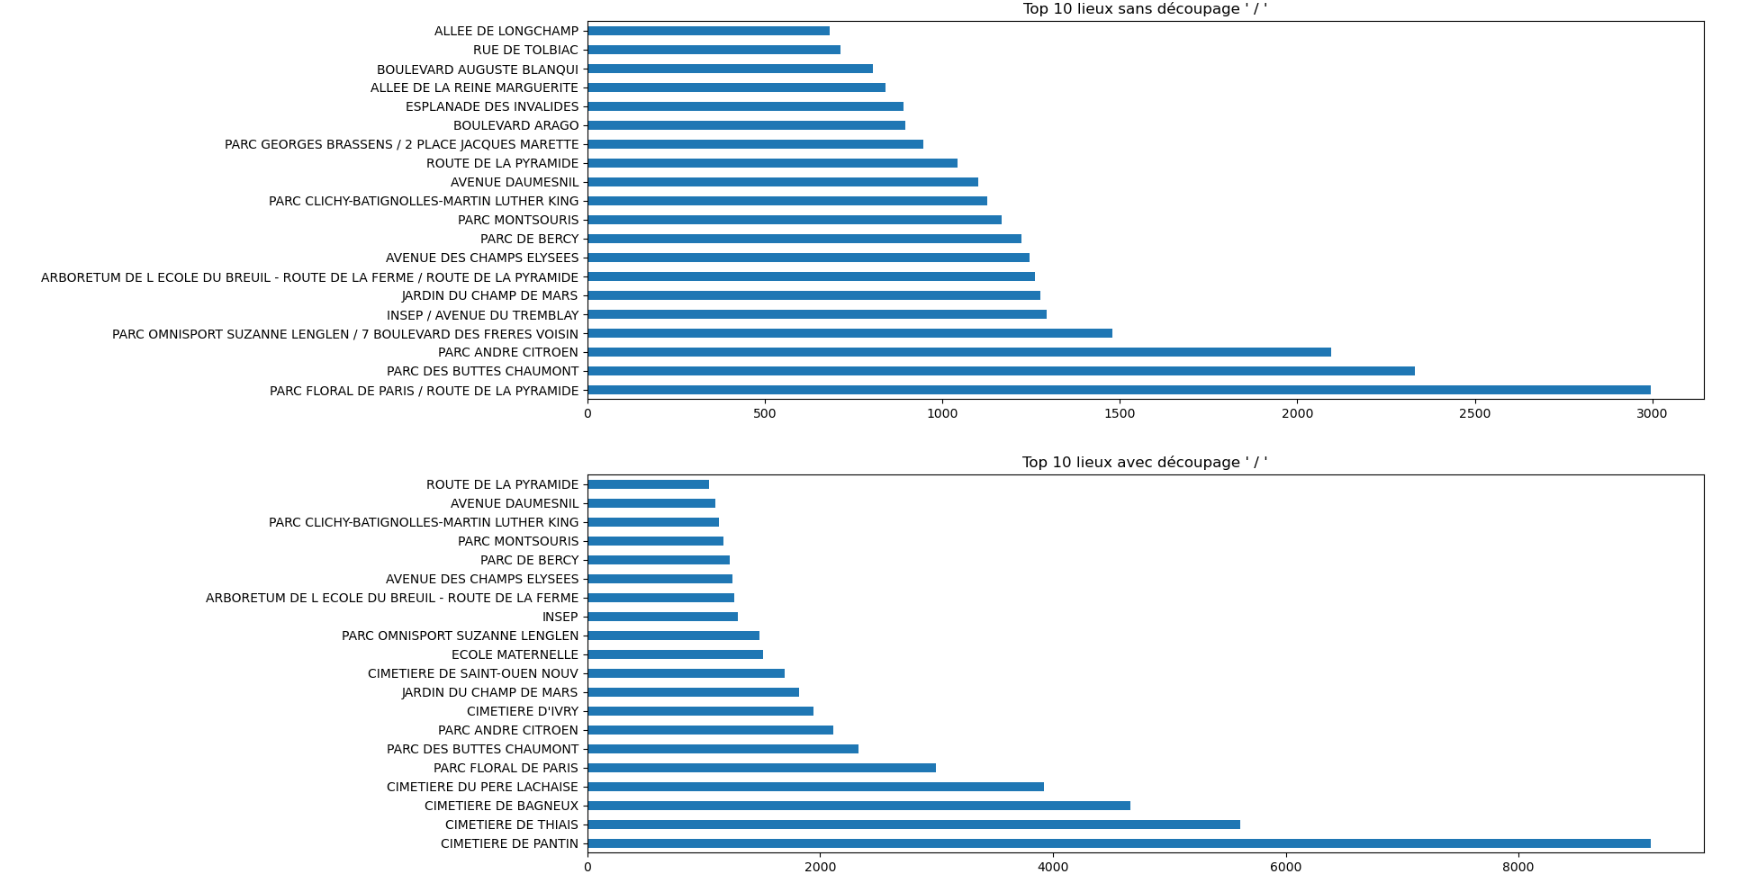 Top 10 lieux sans découpage ' / '
ALLEE DE LONGCHAMP
RUE DE TOLBIAC
BOULEVARD AUGUSTE BLANQUI
ALLEE DE LA REINE MARGUERITE
ESPLANADE DES INVALIDES
BOULEVARD ARAGO
PARC GEORGES BRASSENS / 2 PLACE JACQUES MARETTE
ROUTE DE LA PYRAMIDE
AVENUE DAUMESNIL
PARC CLICHY-BATIGNOLLES-MARTIN LUTHER KING
PARC MONTSOURIS
PARC DE BERCY
AVENUE DES CHAMPS ELYSEES
ARBORETUM DE L ECOLE DU BREUIL - ROUTE DE LA FERME / ROUTE DE LA PYRAMIDE
JARDIN DU CHAMP DE MARS
INSEP / AVENUE DU TREMBLAY
PARC OMNISPORT SUZANNE LENGLEN / 7 BOULEVARD DES FRERES VOISIN
PARC ANDRE CITROEN
PARC DES BUTTES CHAUMONT
PARC FLORAL DE PARIS / ROUTE DE LA PYRAMIDE
0 500 1000 1500 2000 2500 3000
Top 10 lieux avec découpage ' / '
ROUTE DE LA PYRAMIDE
AVENUE DAUMESNIL
PARC CLICHY-BATIGNOLLES-MARTIN LUTHER KING
PARC MONTSOURIS
PARC DE BERCY
AVENUE DES CHAMPS ELYSEES
ARBORETUM DE L ECOLE DU BREUIL - ROUTE DE LA FERME
INSEP
PARC OMNISPORT SUZANNE LENGLEN
ECOLE MATERNELLE
CIMETIERE DE SAINT-OUEN NOUV
JARDIN DU CHAMP DE MARS
CIMETIERE D'IVRY
PARC ANDRE CITROEN
PARC DES BUTTES CHAUMONT
PARC FLORAL DE PARIS
CIMETIERE DU PERE LACHAISE
CIMETIERE DE BAGNEUX
CIMETIERE DE THIAIS
CIMETIERE DE PANTIN
0 2000 4000 6000 8000